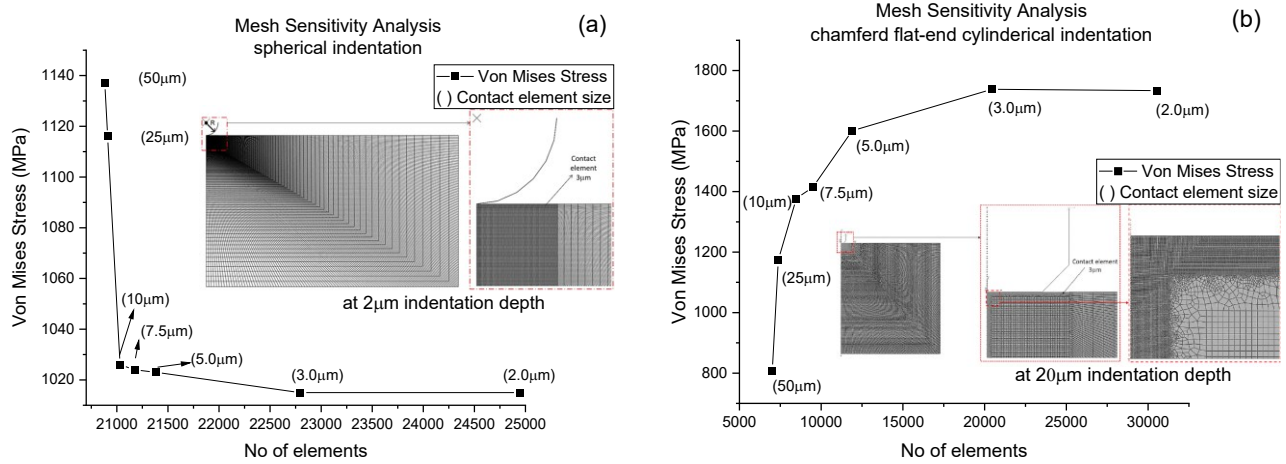 Mesh Sensitivity Analysis
spherical indentation
(a)
Von Mises Stress (MPa)
1140
1120
1100
1080
1060
1040
1020
(50μm)
(25μm)
(10μm)
(7.5μm)
(5.0μm)
(3.0μm)
(2.0μm)
Von Mises Stress
( ) Contact element size
R
Contact
element
3μm
at 2μm indentation depth
21000 21500 22000 22500 23000 23500 24000 24500 25000
No of elements
Mesh Sensitivity Analysis
chamferd flat-end cylinderical indentation
(b)
Von Mises Stress (MPa)
1800
1600
1400
1200
1000
800
(3.0μm)
(2.0μm)
(5.0μm)
(10μm)
(7.5μm)
(25μm)
(50μm)
Von Mises Stress
( ) Contact element size
Contact element
3μm
at 20μm indentation depth
5000 10000 15000 20000 25000 30000
No of elements